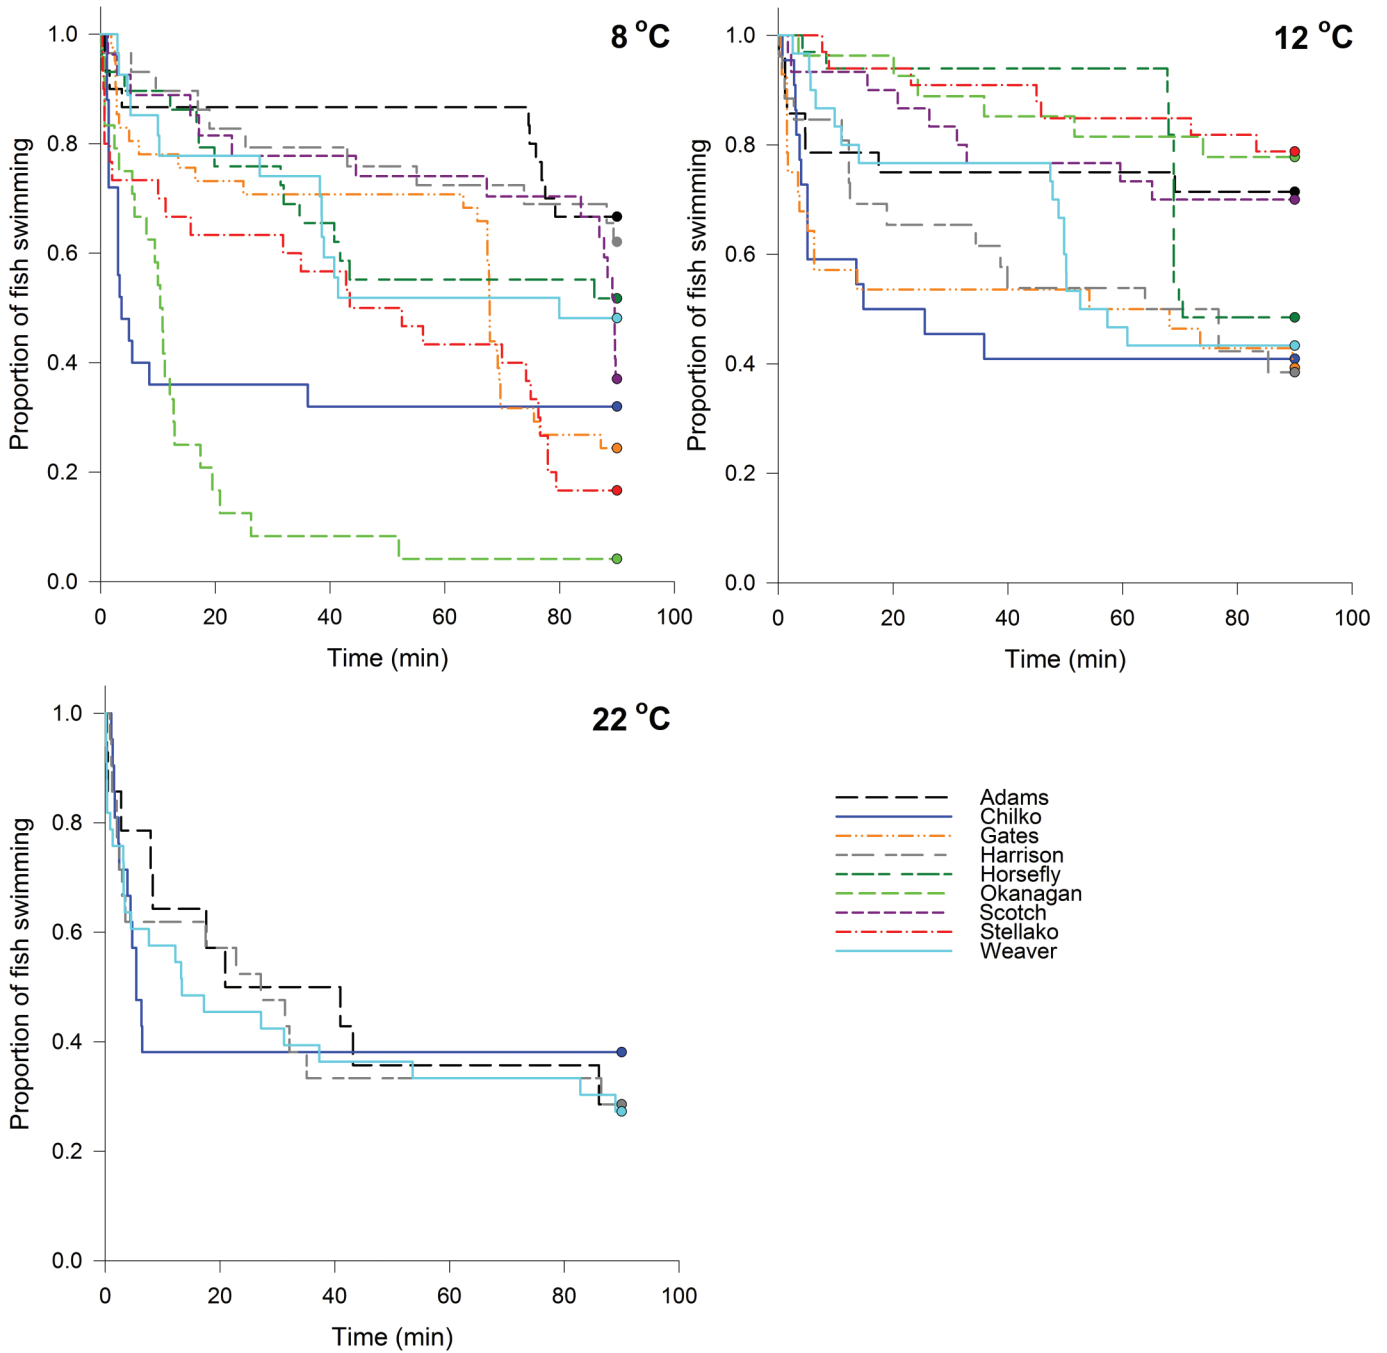 8 °C
1.0
0.8
0.6
0.4
0.2
0.0
Proportion of fish swimming
0 20 40 60 80 100
Time (min)
12 °C
1.0
0.8
0.6
0.4
0.2
0.0
Proportion of fish swimming
0 20 40 60 80 100
Time (min)
22 °C
1.0
0.8
0.6
0.4
0.2
0.0
Proportion of fish swimming
0 20 40 60 80 100
Time (min)
Adams
Chilko
Gates
Harrison
Horsefly
Okanagan
Scotch
Stellako
Weaver